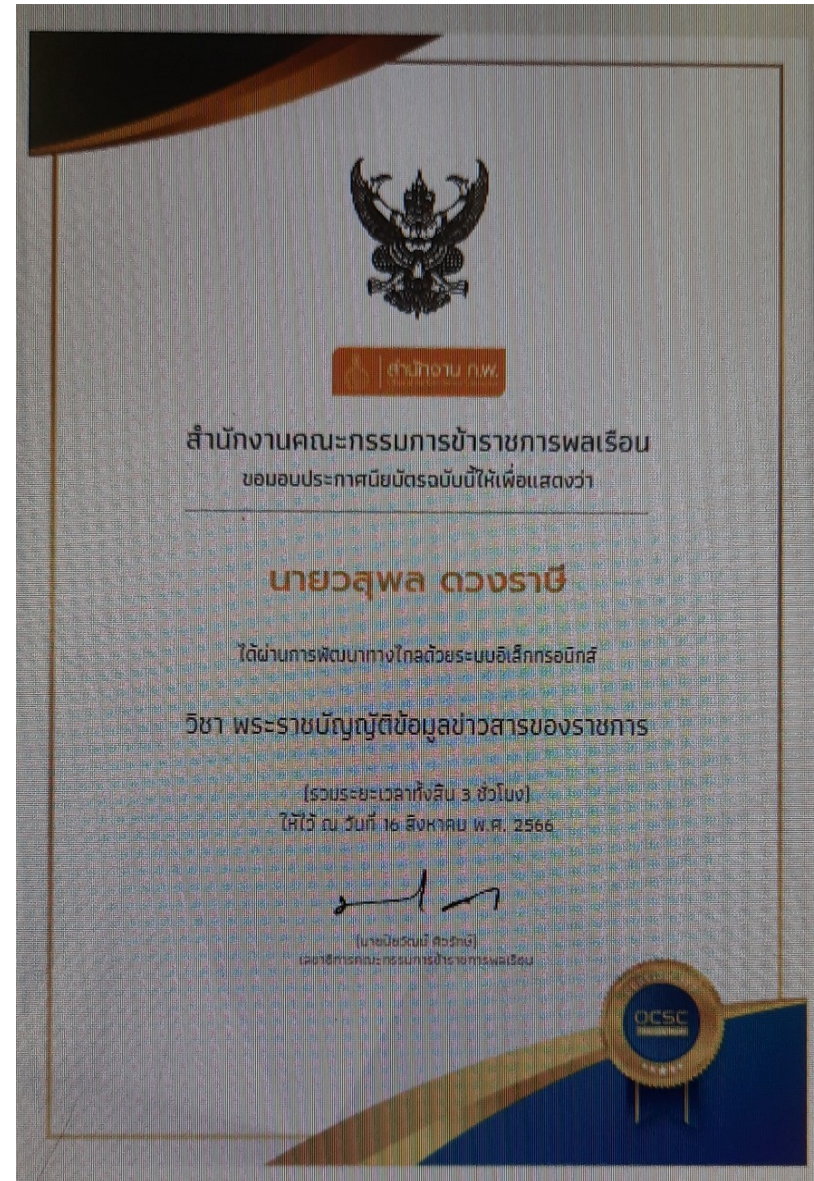 สำนักงาน ก.พ.
สำนักงานคณะกรรมการข้าราชการพลเรือน
ขอมอบประกาศนียบัตรฉบับนี้ให้เพื่อแสดงว่า
นายวสุพล ดวงราษี
ได้ผ่านการพัฒนาทางไกลด้วยระบบอิเล็กทรอนิกส์
วิชา พระราชบัญญัติข้อมูลข่าวสารของราชการ
(รวมระยะเวลาทั้งสิ้น 3 ชั่วโมง)
ให้ไว้ ณ วันที่ 16 สิงหาคม พ.ศ. 2566
(นายปิยวัฒน์ ศิวรักษ์)
เลขาธิการคณะกรรมการข้าราชการพลเรือน
OCSC